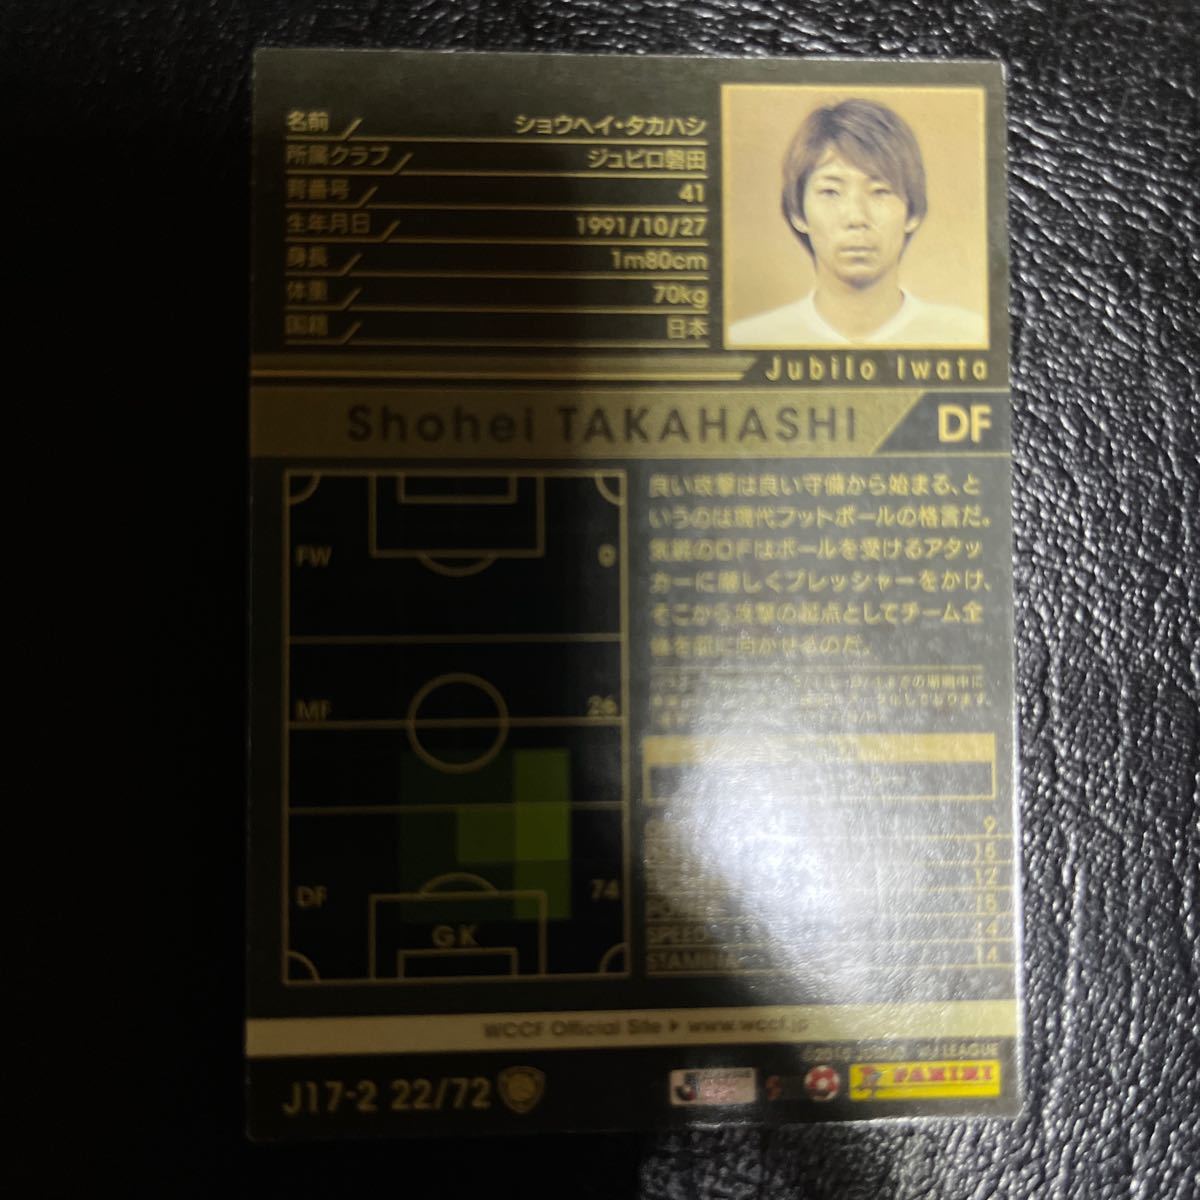 名前 ショウヘイ・タカハシ
所属クラブ ジュビロ磐田
背番号 41
生年月日 1991/10/27
身長 1m80cm
体重 70kg
国籍 日本
Jubilo Iwata
Shohei TAKAHASHI DF
FW 0
MF 26
DF 74
GK
良い攻撃は良い守備から始まる、と
いうのは現代フットボールの格言だ。
気鋭のDFはボールを受けるアタッ
カーに厳しくプレッシャーをかけ、
そこから攻撃の起点としてチーム全
体を前に向かせるのだ。
9
15
12
15
SPEED 14
STAMINA 14
WCCF Official Site www.wccf.jp
J.LEAGUE
J17-2 22/72
PANINI